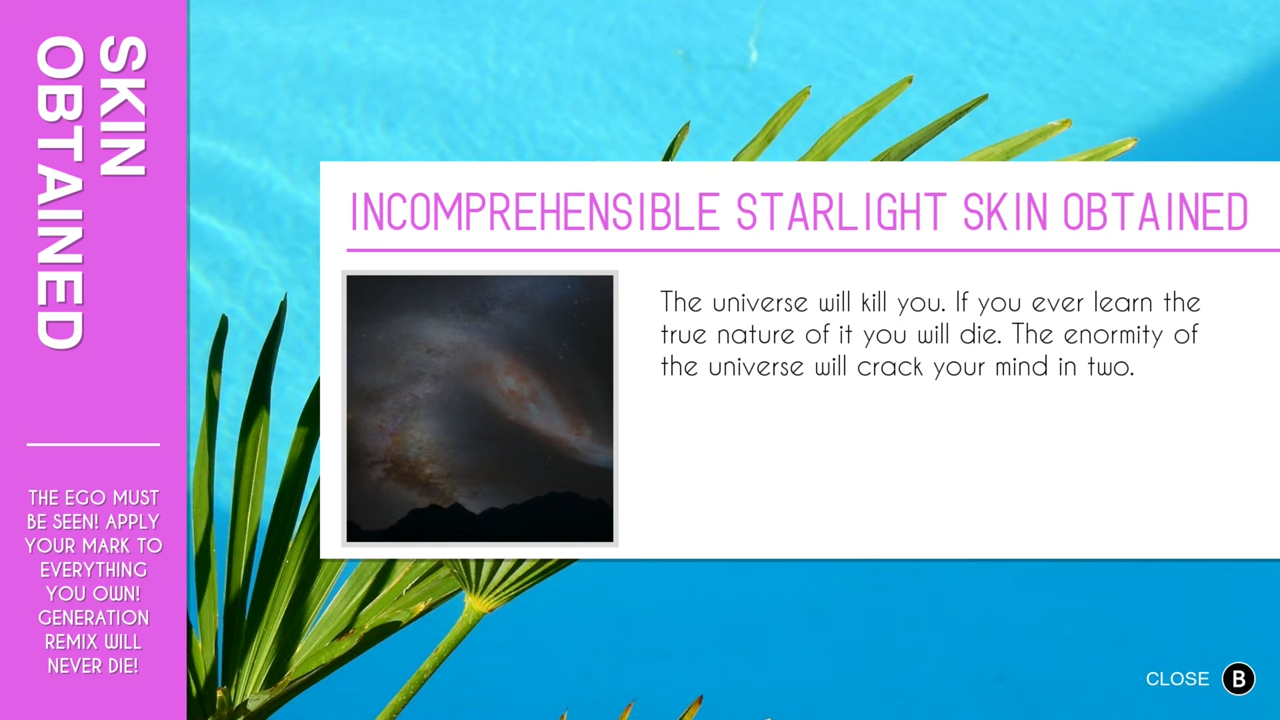 SKIN
OBTAINED
THE EGO MUST
BE SEEN! APPLY
YOUR MARK TO
EVERYTHING
YOU OWN!
GENERATION
REMIX WILL
NEVER DIE!
INCOMPREHENSIBLE STARLIGHT SKIN OBTAINED
The universe will kill you. If you ever learn the
true nature of it you will die. The enormity of
the universe will crack your mind in two.
CLOSE B